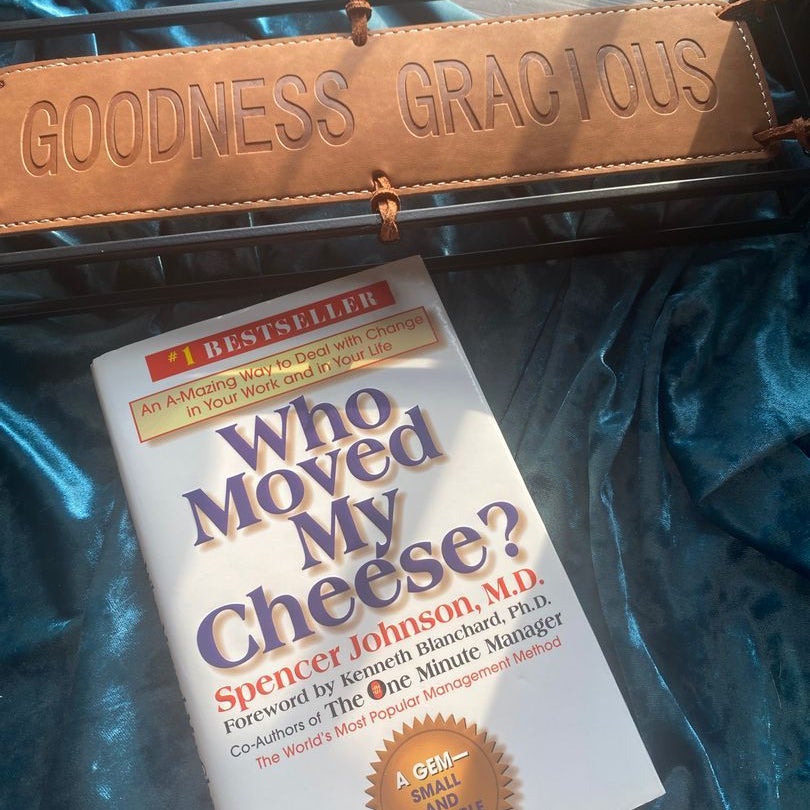 GOODNESS GRACIOUS
#1 BESTSELLER
An A-Mazing Way to Deal with Change
in Your Work and in Your Life
Who
Moved
My
Cheese?
Spencer Johnson, M.D.
Foreword by Kenneth Blanchard, Ph.D.
Co-Authors of The One Minute Manager
The World's Most Popular Management Method
A GEM—
SMALL
AND